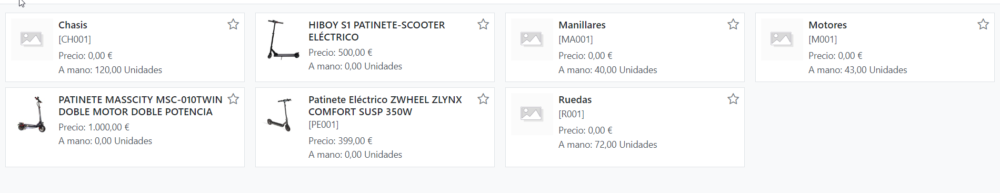 Chasis
[CH001]
Precio: 0,00 €
A mano: 120,00 Unidades
HIBOY S1 PATINETE-SCOOTER
ELÉCTRICO
Precio: 500,00 €
A mano: 0,00 Unidades
Manillares
[MA001]
Precio: 0,00 €
A mano: 40,00 Unidades
Motores
[M001]
Precio: 0,00 €
A mano: 43,00 Unidades
PATINETE MASSCITY MSC-010TWIN
DOBLE MOTOR DOBLE POTENCIA
Precio: 1.000,00 €
A mano: 0,00 Unidades
Patinete Eléctrico ZWHEEL ZLYNX
COMFORT SUSP 350W
[PE001]
Precio: 399,00 €
A mano: 0,00 Unidades
Ruedas
[R001]
Precio: 0,00 €
A mano: 72,00 Unidades